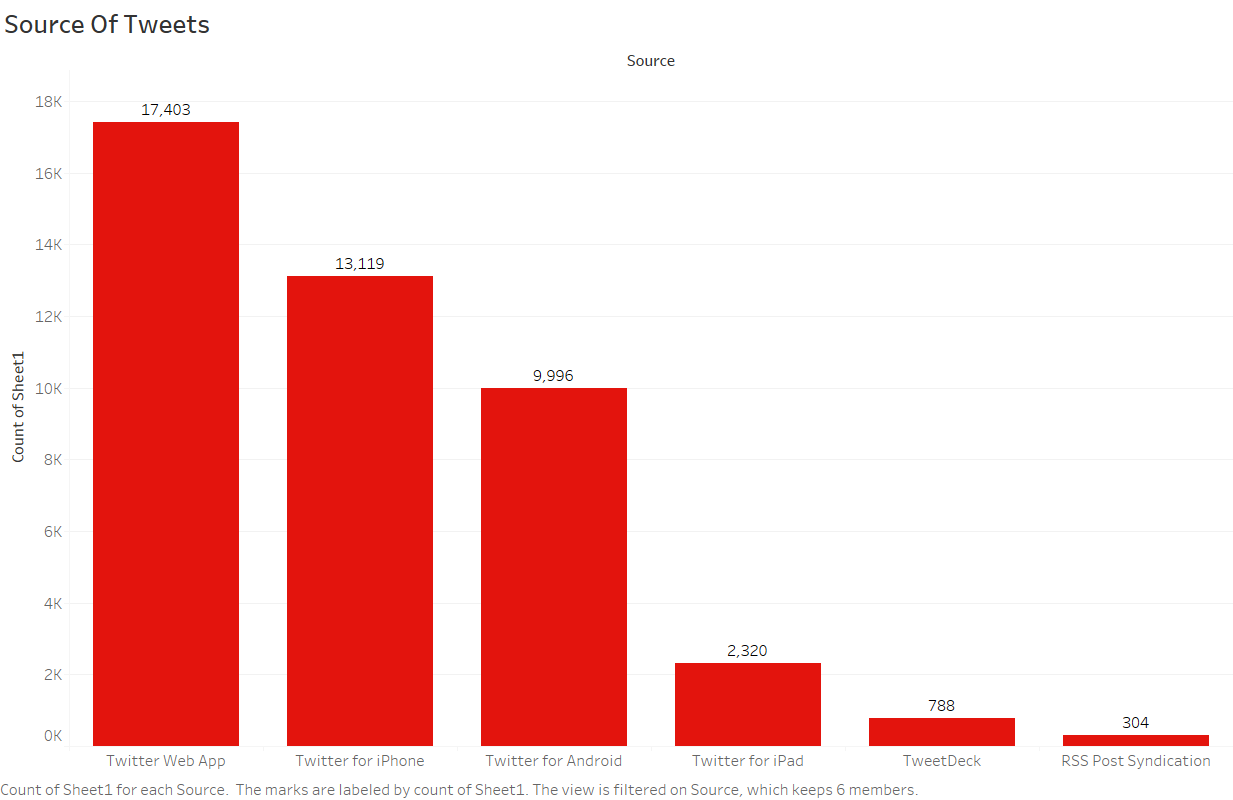 Source Of Tweets
Source
18K
16K
14K
12K
10K
8K
6K
4K
2K
0K
Count of Sheet1
17,403
13,119
9,996
2,320
788
304
Twitter Web App
Twitter for iPhone
Twitter for Android
Twitter for iPad
TweetDeck
RSS Post Syndication
Count of Sheet1 for each Source.  The marks are labeled by count of Sheet1. The view is filtered on Source, which keeps 6 members.